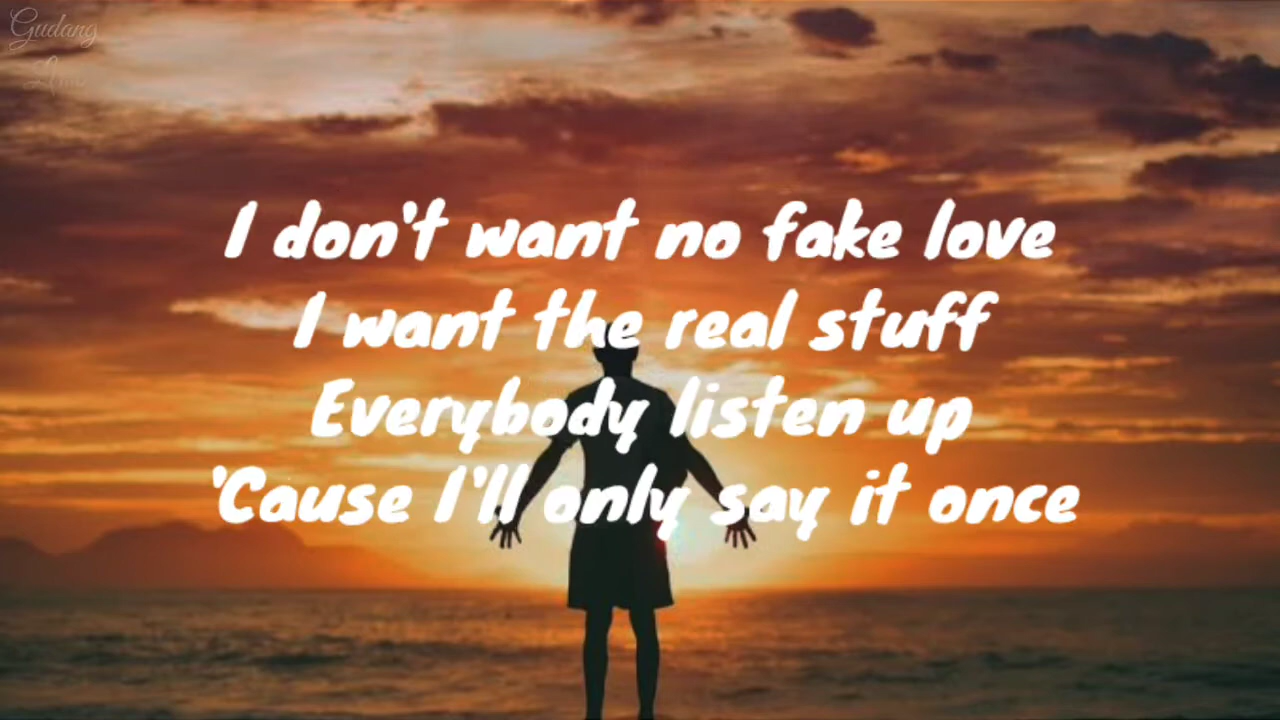 Gudang
I don't want no fake love
I want the real stuff
Everybody listen up
'Cause I'll only say it once